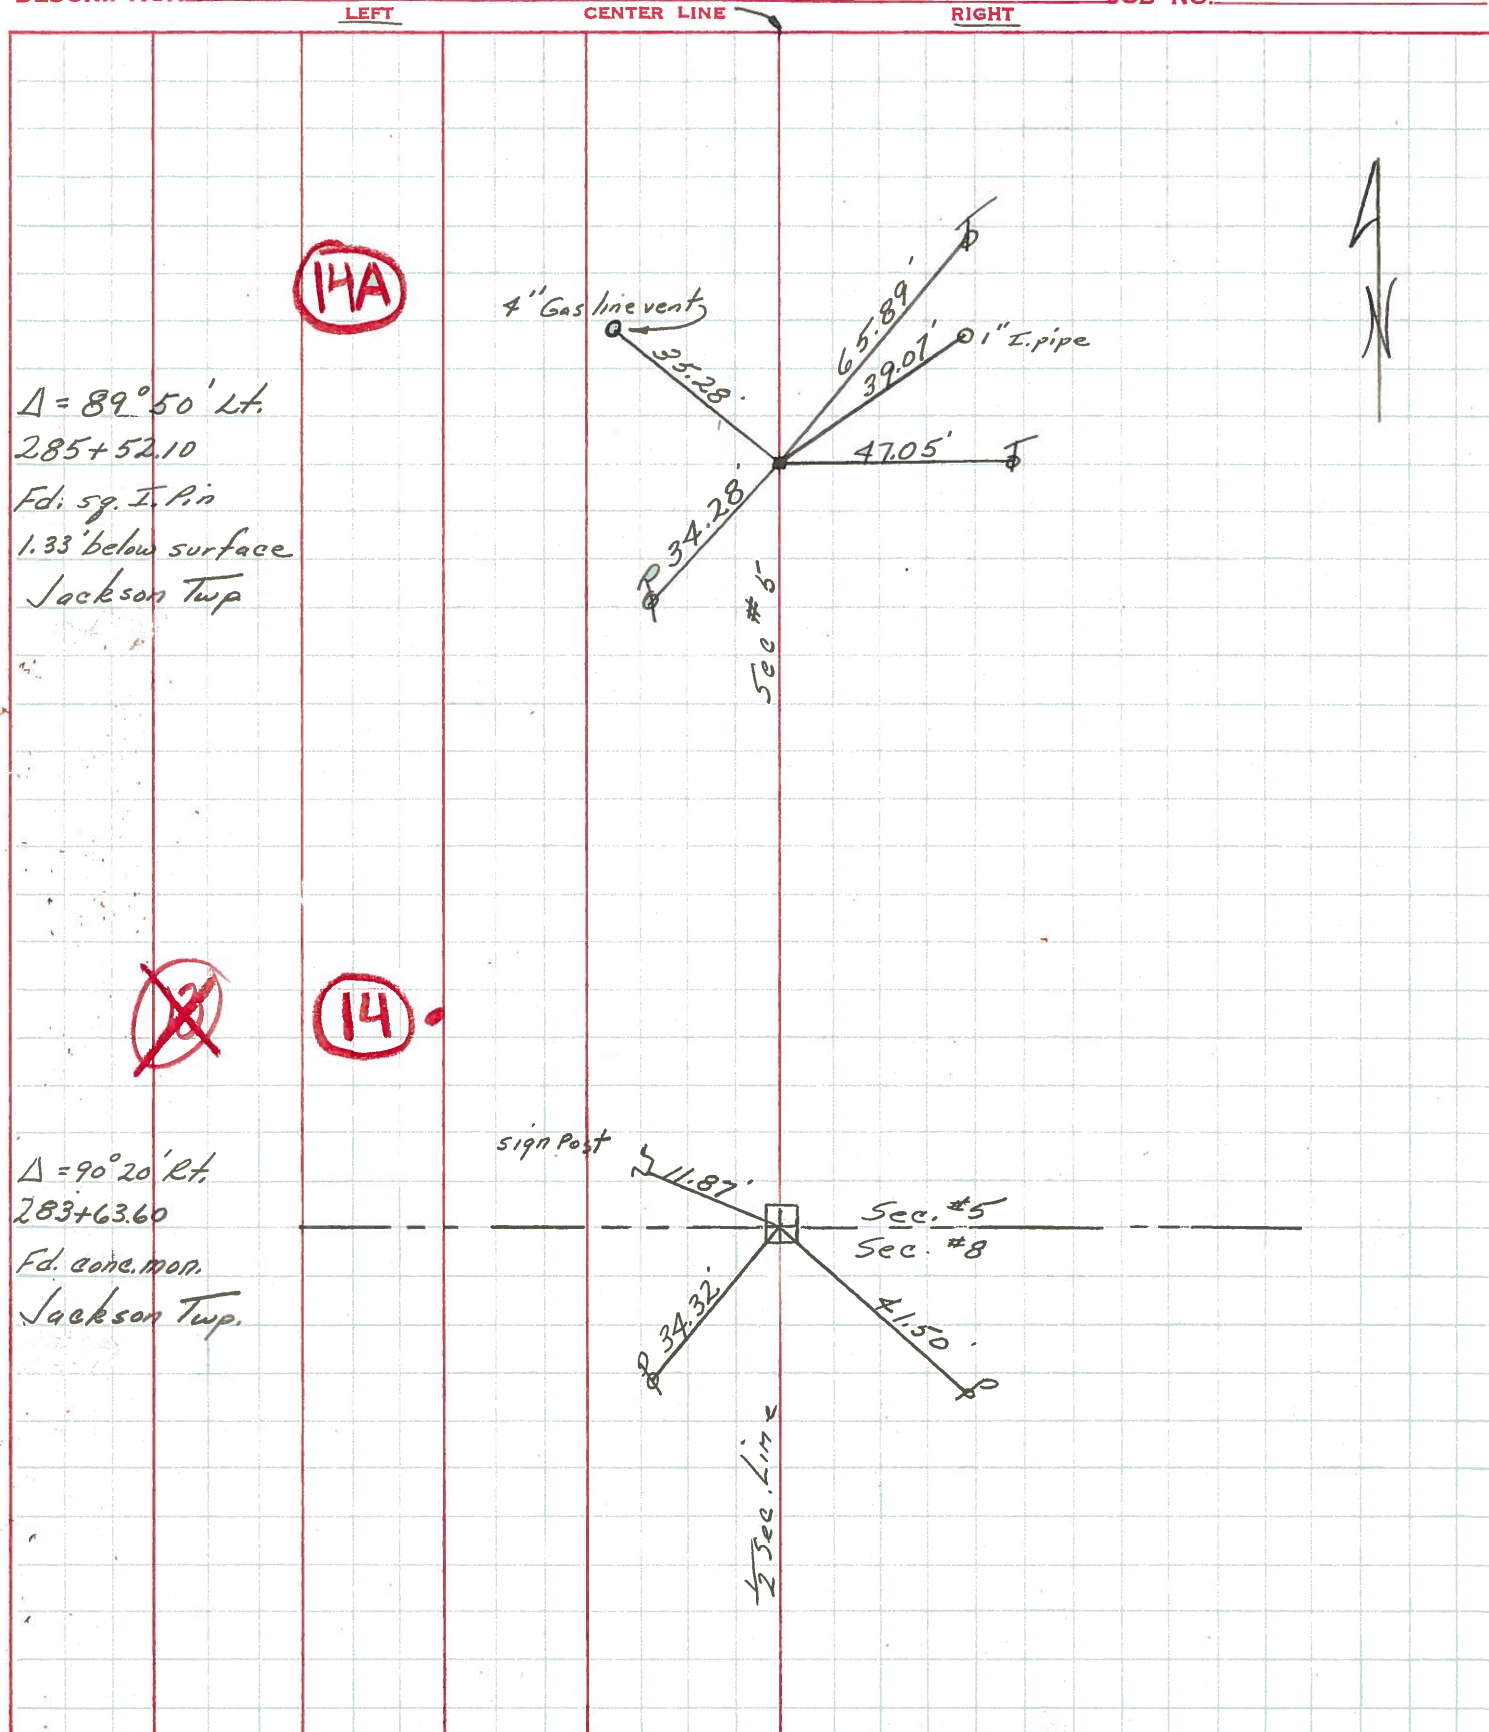 LEFT
CENTER LINE
RIGHT
14A
4" Gas line vent
35.28'
65.89'
39.07'
1" I. pipe
47.05'
34.28'
Δ = 89°50' Lt.
285+52.10
Fd. sq. I. Pin
1.33' below surface
Jackson Twp
Sec #5
N
14
sign Post
11.87'
Δ = 90°20' Rt.
283+63.60
Fd. conc. mon.
Jackson Twp.
Sec. #5
Sec. #8
34.32'
41.50'
1/2 Sec. Line